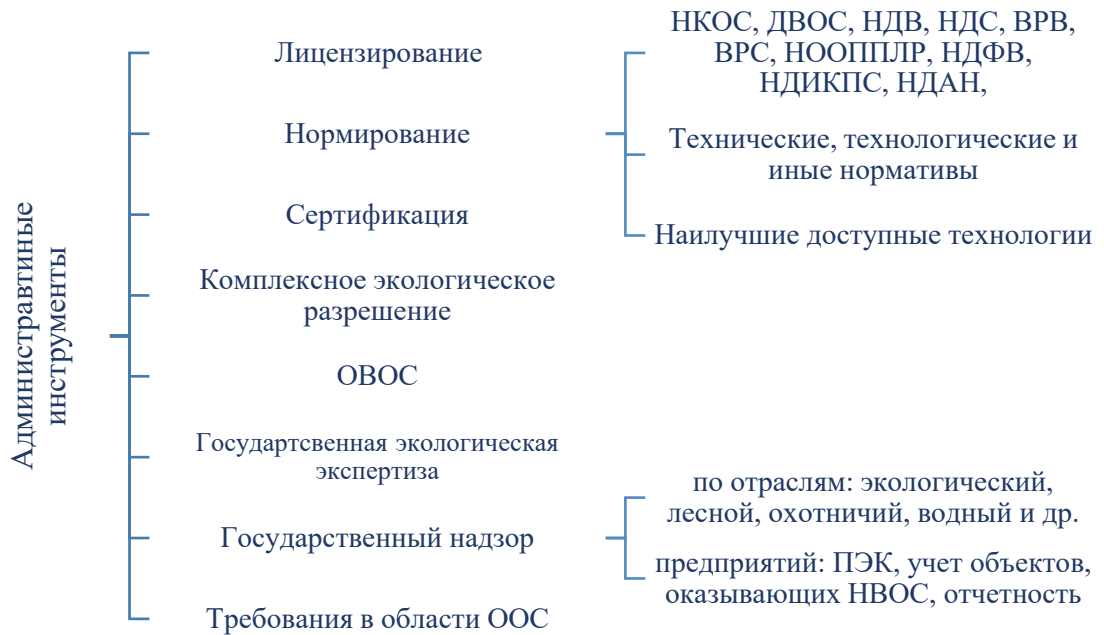 Административные
инструменты
Лицензирование
Нормирование
НКОС, ДВОС, НДВ, НДС, ВРВ,
ВРС, НООППЛР, НДФВ,
НДИКПС, НДАН,
Технические, технологические и
иные нормативы
Наилучшие доступные технологии
Сертификация
Комплексное экологическое
разрешение
ОВОС
Государтсвенная экологическая
экспертиза
Государственный надзор
по отраслям: экологический,
лесной, охотничий, водный и др.
предприятий: ПЭК, учет объектов,
оказывающих НВОС, отчетность
Требования в области ООС